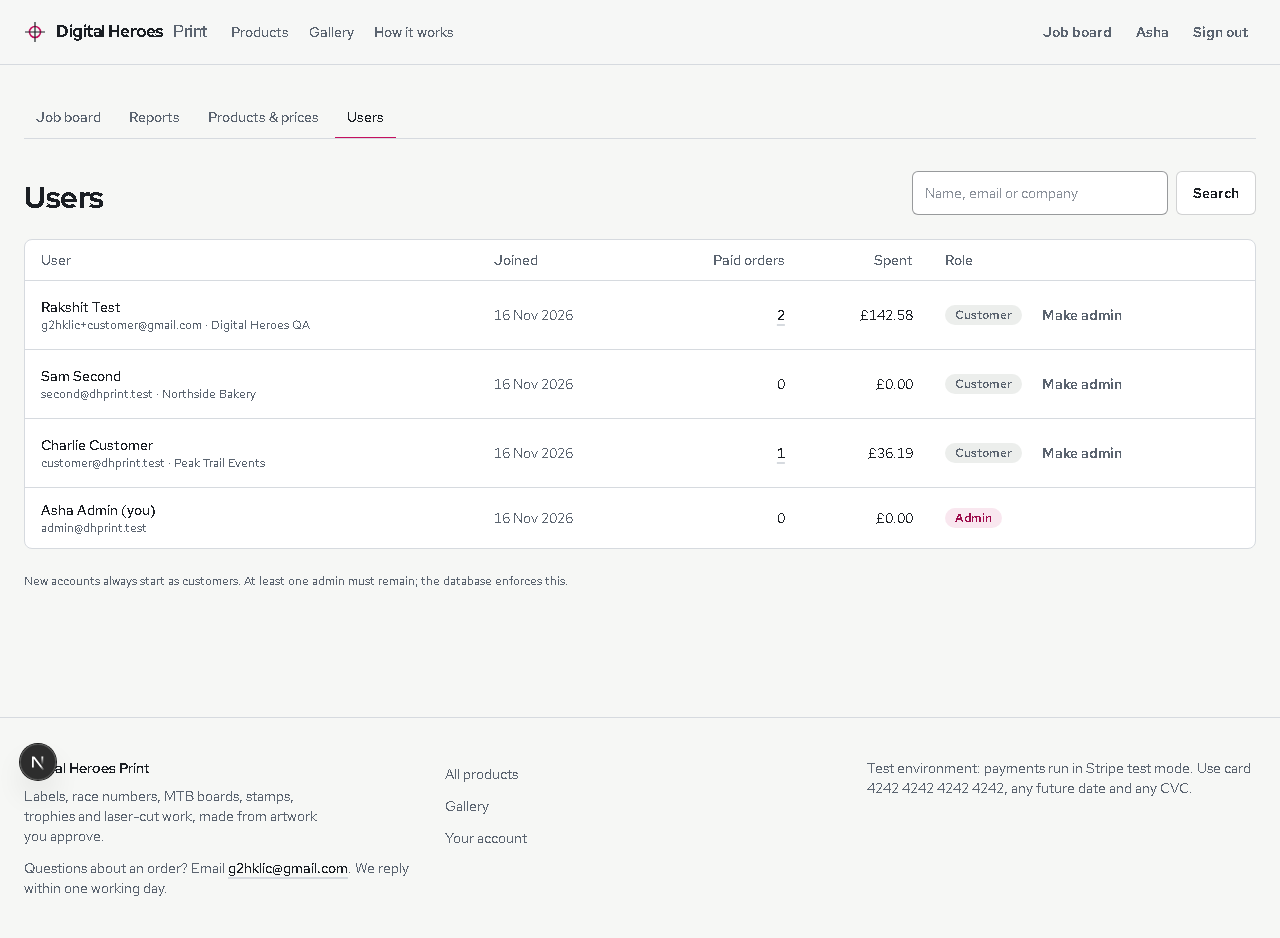 Digital Heroes Print Products Gallery How it works Job board Asha Sign out
Job board Reports Products & prices Users
Users
Name, email or company Search
User Joined Paid orders Spent Role
Rakshit Test
g2hklic+customer@gmail.com · Digital Heroes QA
16 Nov 2026 2 £142.58 Customer Make admin
Sam Second
second@dhprint.test · Northside Bakery
16 Nov 2026 0 £0.00 Customer Make admin
Charlie Customer
customer@dhprint.test · Peak Trail Events
16 Nov 2026 1 £36.19 Customer Make admin
Asha Admin (you)
admin@dhprint.test
16 Nov 2026 0 £0.00 Admin
New accounts always start as customers. At least one admin must remain; the database enforces this.
N
al Heroes Print
Labels, race numbers, MTB boards, stamps,
trophies and laser-cut work, made from artwork
you approve.
Questions about an order? Email g2hklic@gmail.com. We reply
within one working day.
All products
Gallery
Your account
Test environment: payments run in Stripe test mode. Use card
4242 4242 4242 4242, any future date and any CVC.